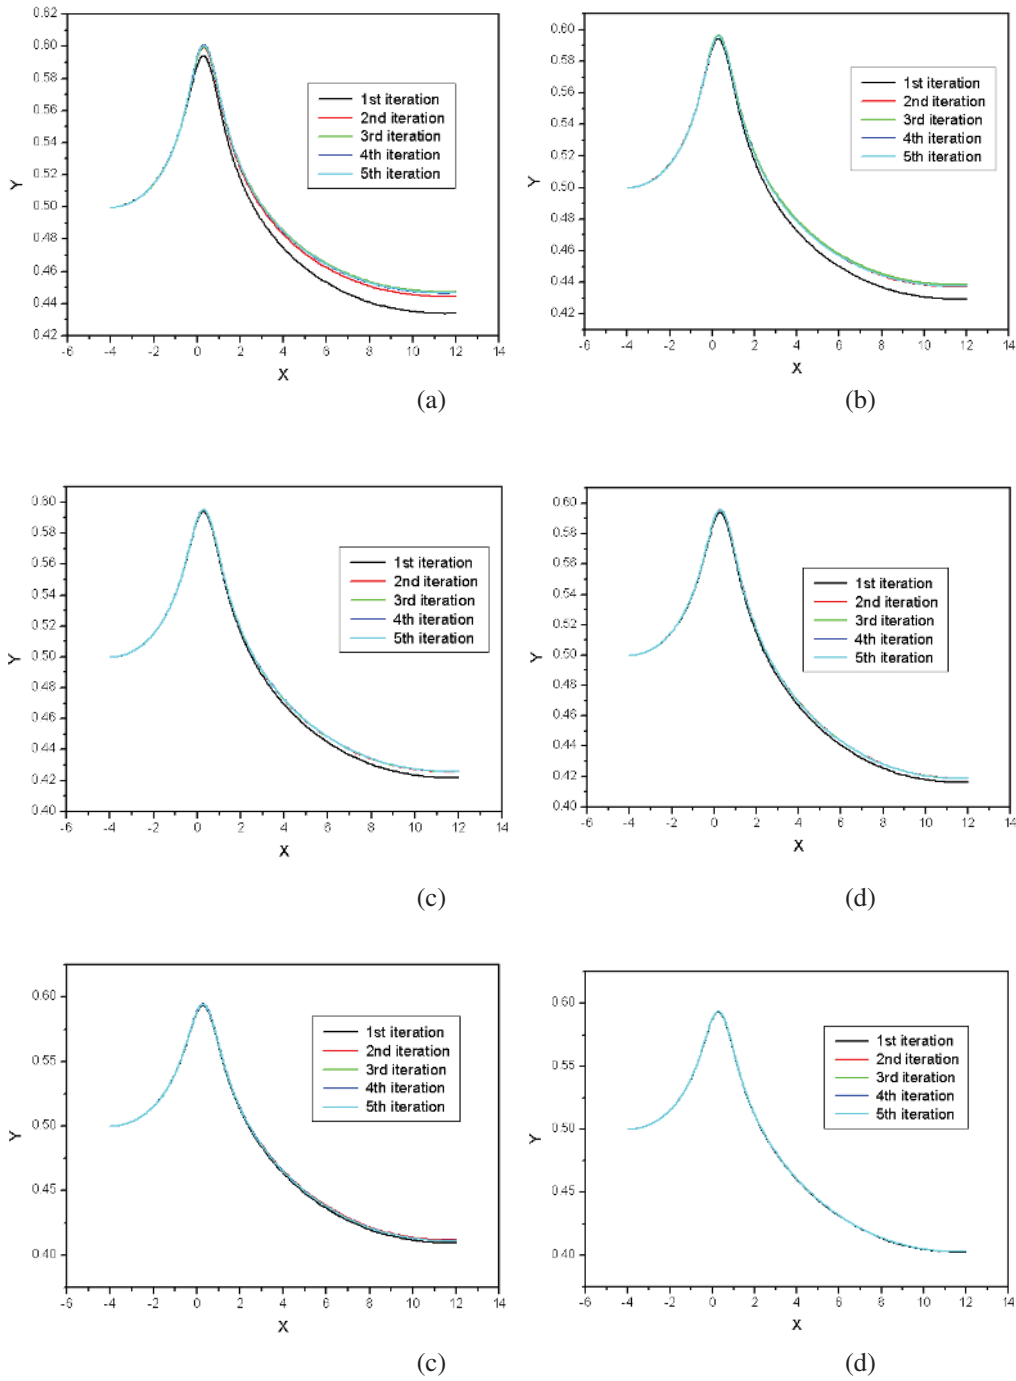 0.62
0.60
0.58
0.56
0.54
0.52
0.50
0.48
0.46
0.44
0.42
Y
1st iteration
2nd iteration
3rd iteration
4th iteration
5th iteration
-6 -4 -2 0 2 4 6 8 10 12 14
X
(a)
0.60
0.58
0.56
0.54
0.52
0.50
0.48
0.46
0.44
0.42
Y
1st iteration
2nd iteration
3rd iteration
4th iteration
5th iteration
-6 -4 -2 0 2 4 6 8 10 12 14
X
(b)
0.60
0.58
0.56
0.54
0.52
0.50
0.48
0.46
0.44
0.42
0.40
Y
1st iteration
2nd iteration
3rd iteration
4th iteration
5th iteration
-6 -4 -2 0 2 4 6 8 10 12 14
X
(c)
0.60
0.58
0.56
0.54
0.52
0.50
0.48
0.46
0.44
0.42
0.40
Y
1st iteration
2nd iteration
3rd iteration
4th iteration
5th iteration
-6 -4 -2 0 2 4 6 8 10 12 14
X
(d)
0.60
0.55
0.50
0.45
0.40
Y
1st iteration
2nd iteration
3rd iteration
4th iteration
5th iteration
-6 -4 -2 0 2 4 6 8 10 12 14
X
(c)
0.60
0.55
0.50
0.45
0.40
Y
1st iteration
2nd iteration
3rd iteration
4th iteration
5th iteration
-6 -4 -2 0 2 4 6 8 10 12 14
X
(d)